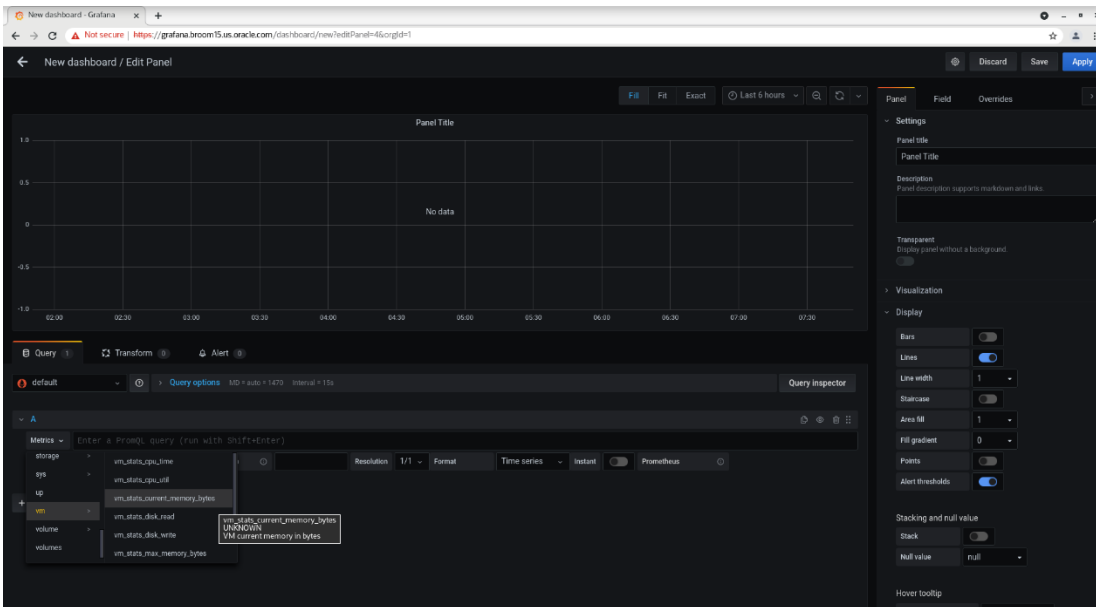 New dashboard - Grafana
Not secure | https://grafana.broom15.us.oracle.com/dashboard/new?editPanel=4&orgId=1
New dashboard / Edit Panel
Discard Save Apply
Fill Fit Exact Last 6 hours
Panel Title
1.0
0.5
0
-0.5
-1.0
No data
02:00 02:30 03:00 03:30 04:00 04:30 05:00 05:30 06:00 06:30 07:00 07:30
Query 1 Transform 0 Alert 0
default Query options MD = auto = 1470 Interval = 15s Query inspector
A
Metrics Enter a PromQL query (run with Shift+Enter)
Resolution 1/1 Format Time series Instant Prometheus
storage
sys
up
vm
volume
volumes
vm_stats_cpu_time
vm_stats_cpu_util
vm_stats_current_memory_bytes
vm_stats_disk_read
vm_stats_disk_write
vm_stats_max_memory_bytes
vm_stats_current_memory_bytes
UNKNOWN
VM current memory in bytes
Panel Field Overrides
Settings
Panel title
Panel Title
Description
Panel description supports markdown and links.
Transparent
Display panel without a background.
Visualization
Display
Bars
Lines
Line width 1
Staircase
Area fill 1
Fill gradient 0
Points
Alert thresholds
Stacking and null value
Stack
Null value null
Hover tooltip